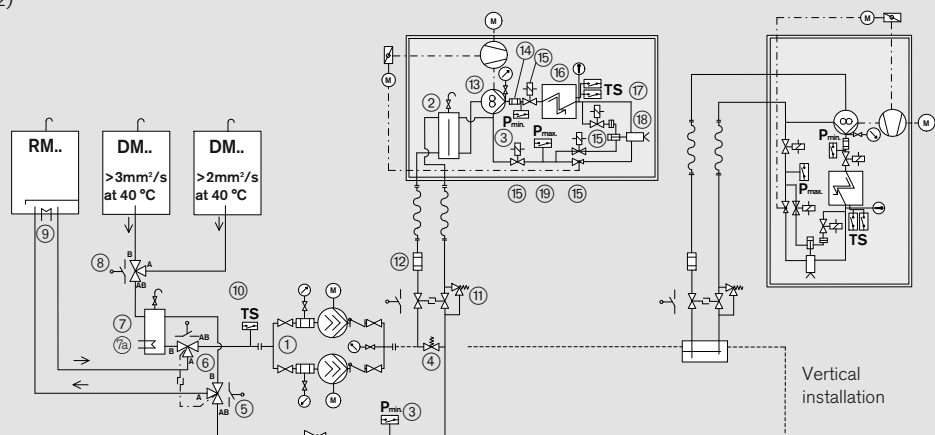 2)
M
M
M
14
15
16
TS
17
13
2
P min.
3
P max.
15
18
15
19
15
P min.
P max.
TS
RM..
DM..
>3mm²/s
at 40 °C
DM..
>2mm²/s
at 40 °C
9
8
B
A
AB
12
11
10
TS
M
7
7a
AB
B
A
6
1
4
B
AB
A
5
M
P min.
3
Vertical
installation